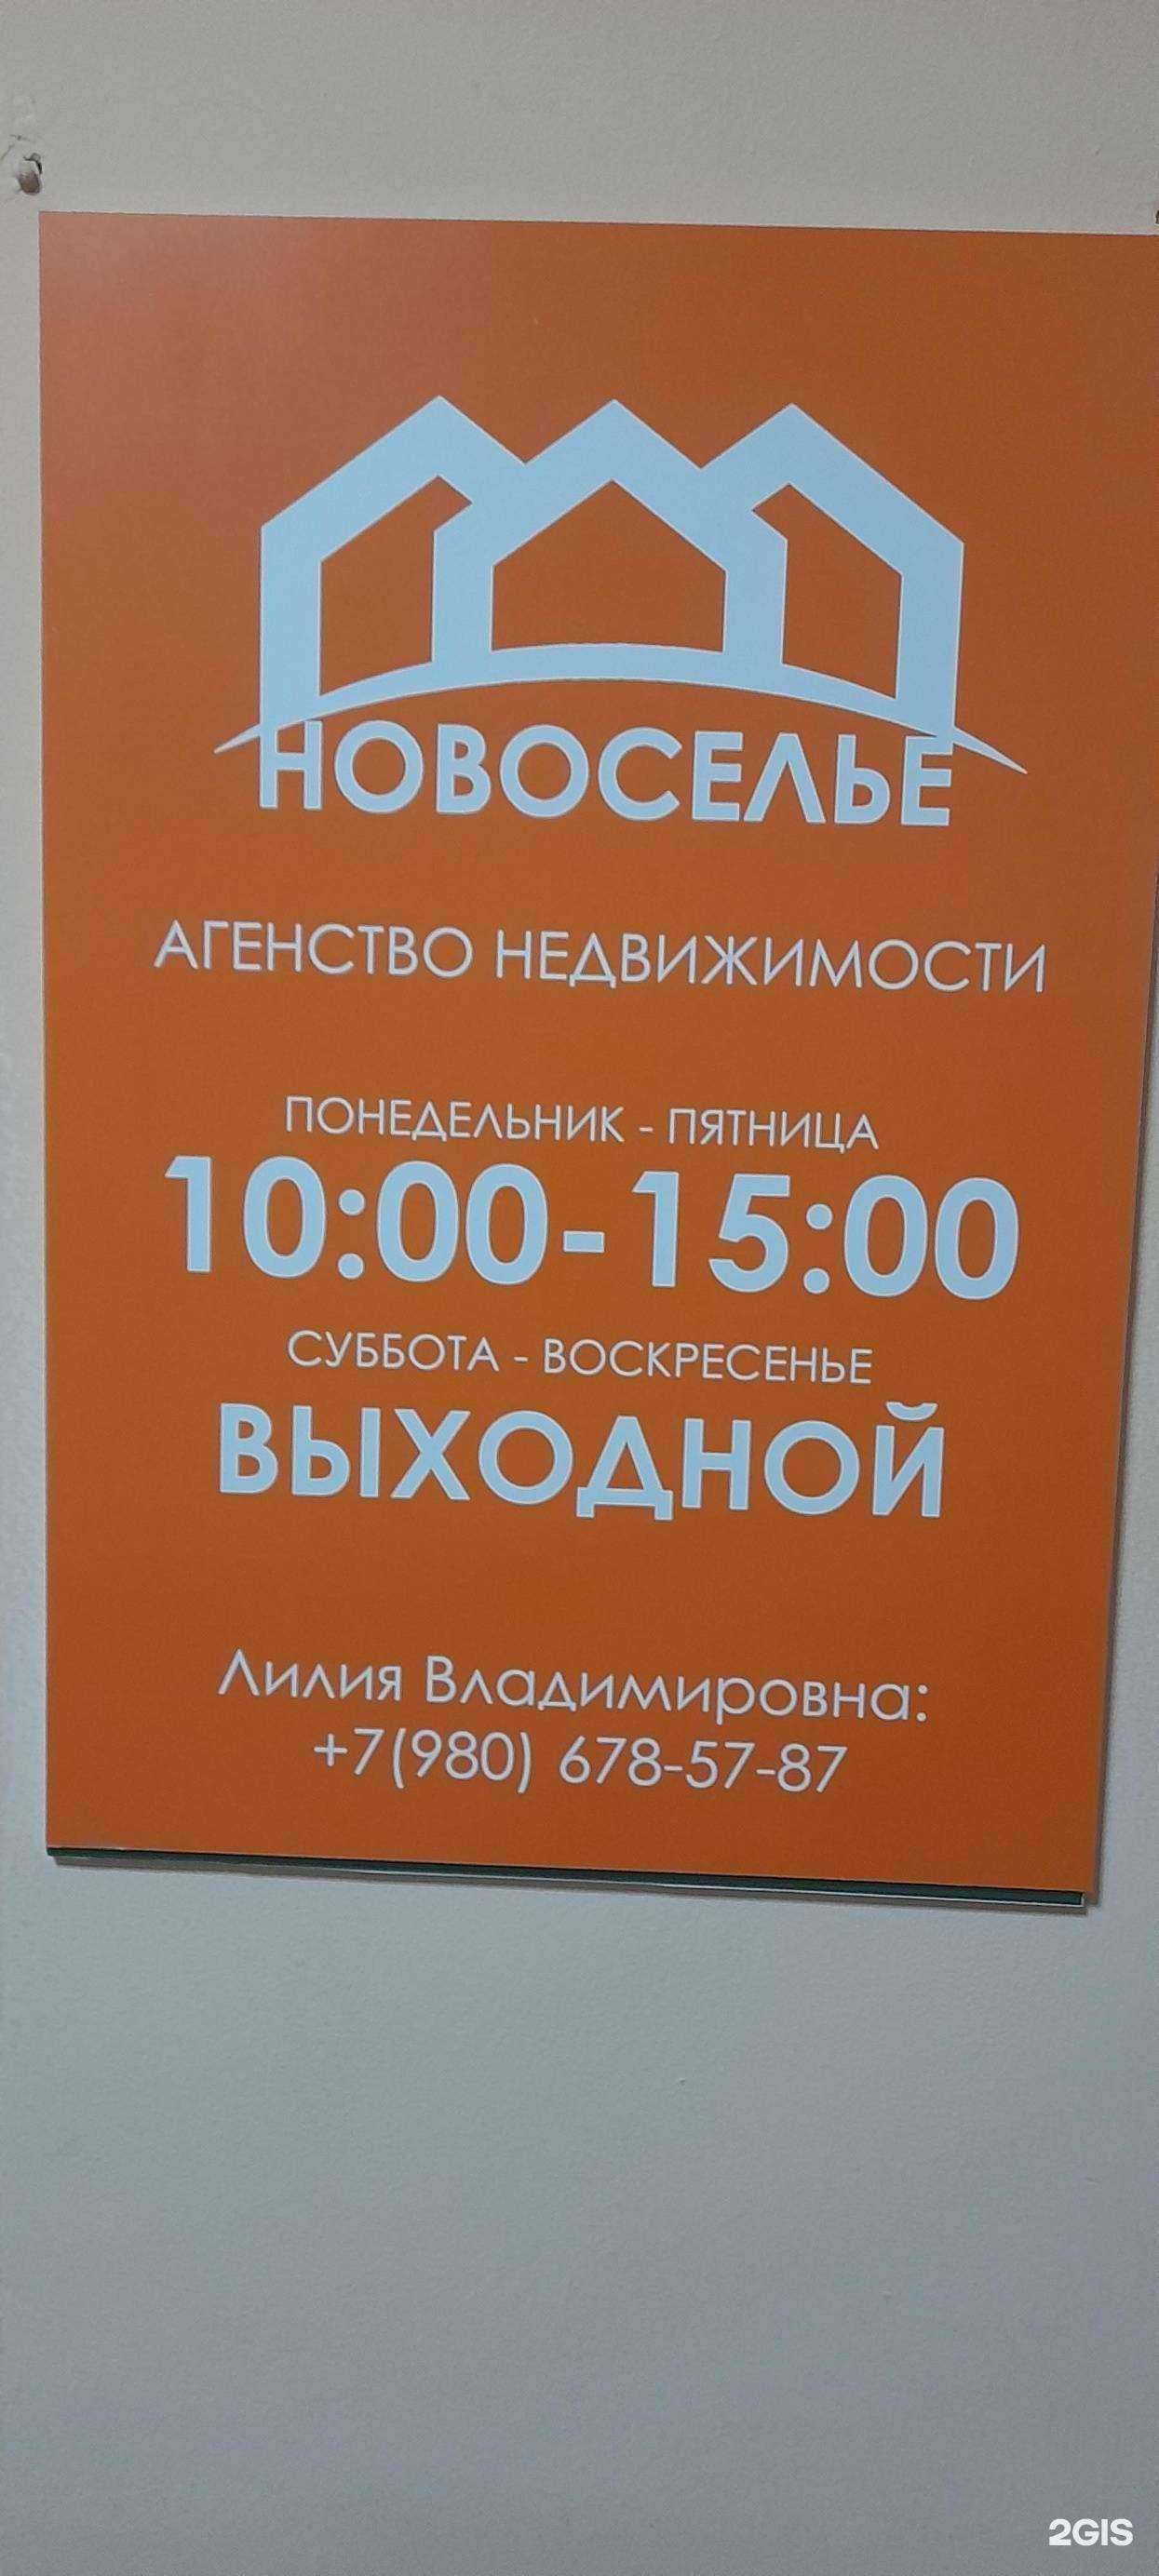 НОВОСЕЛЬЕ
АГЕНСТВО НЕДВИЖИМОСТИ
ПОНЕДЕЛЬНИК - ПЯТНИЦА
10:00-15:00
СУББОТА - ВОСКРЕСЕНЬЕ
ВЫХОДНОЙ
Лилия Владимировна:
+7(980) 678-57-87
2GIS